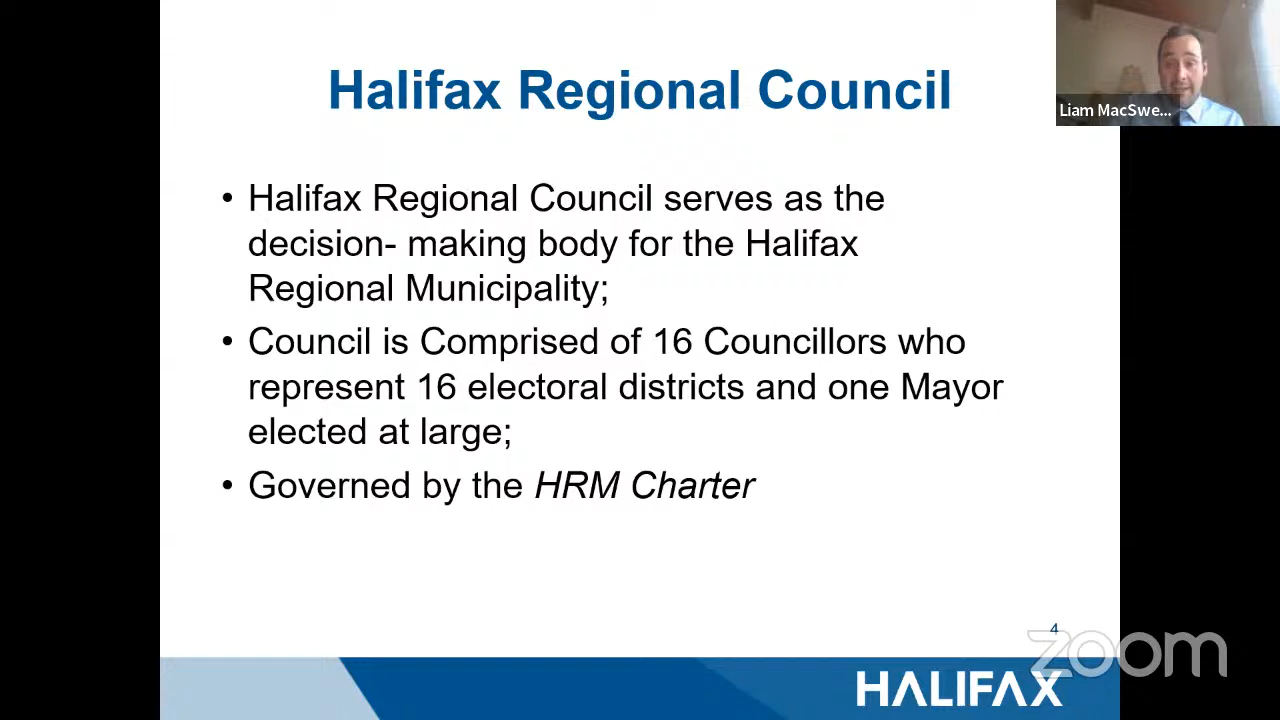 Halifax Regional Council
Liam MacSwe...
• Halifax Regional Council serves as the
decision- making body for the Halifax
Regional Municipality;
• Council is Comprised of 16 Councillors who
represent 16 electoral districts and one Mayor
elected at large;
• Governed by the HRM Charter
4
zoom
HALIFAX